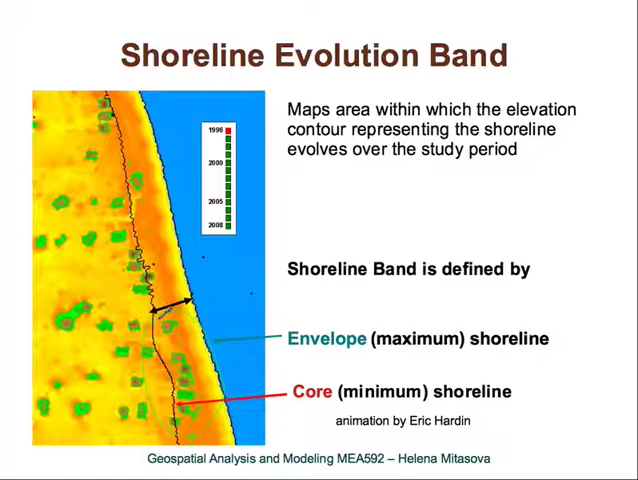 Shoreline Evolution Band
Maps area within which the elevation
contour representing the shoreline
evolves over the study period
1996
2000
2005
2008
Shoreline Band is defined by
Envelope (maximum) shoreline
Core (minimum) shoreline
animation by Eric Hardin
Geospatial Analysis and Modeling MEA592 – Helena Mitasova